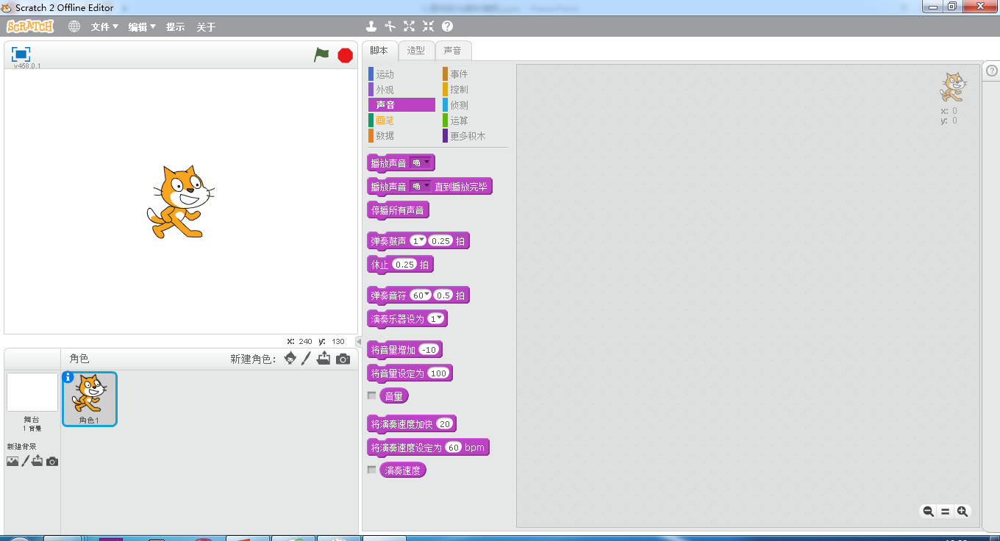 Scratch 2 Offline Editor
SCRATCH 文件 编辑 提示 关于
v458.0.1
脚本 造型 声音
运动 事件
外观 控制
声音 侦测
画笔 运算
数据 更多积木
播放声音 喵
播放声音 喵 直到播放完毕
停播所有声音
弹奏鼓声 1 0.25 拍
休止 0.25 拍
弹奏音符 60 0.5 拍
演奏乐器设为 1
将音量增加 -10
将音量设定为 100
音量
将演奏速度加快 20
将演奏速度设定为 60 bpm
演奏速度
x: 0
y: 0
x: 240 y: 130
角色 新建角色:
舞台
1 背景
新建背景
角色1